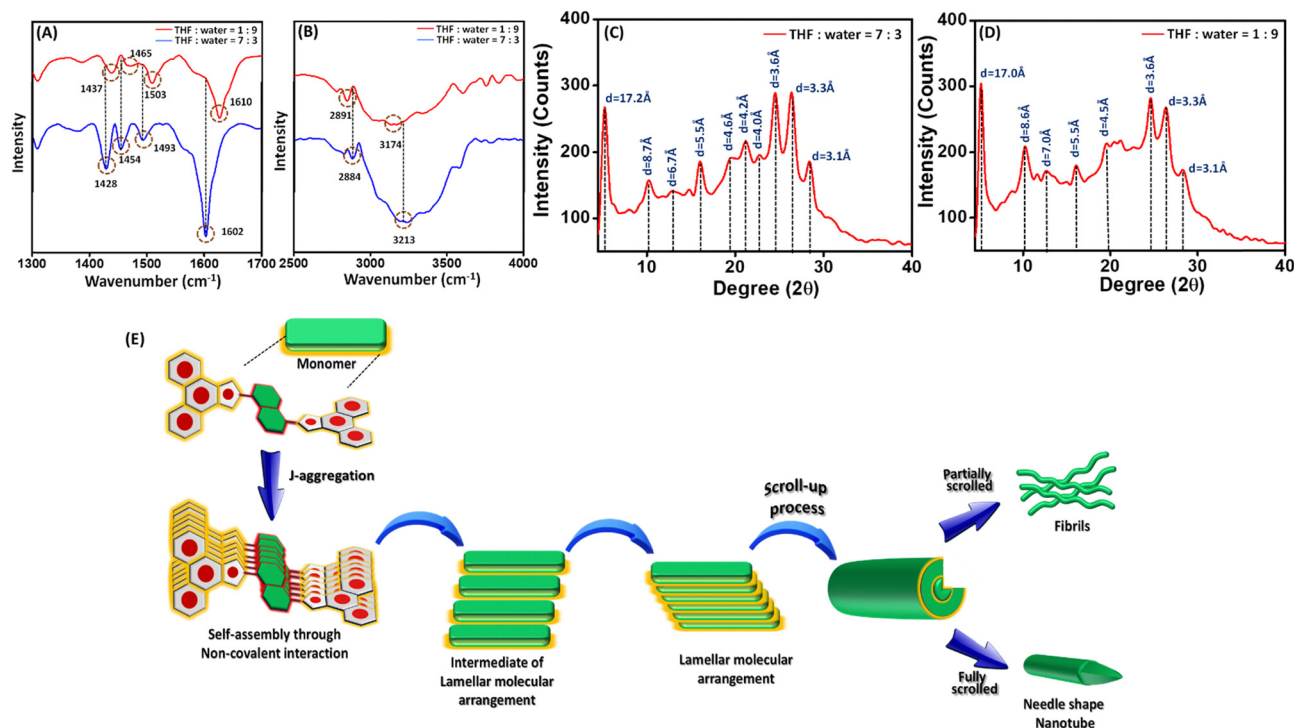 (A)
THF : water = 1 : 9
THF : water = 7 : 3
1437
1465
1503
1610
1428
1454
1493
1602
Intensity
1300 1400 1500 1600 1700
Wavenumber (cm⁻¹)
(B)
THF : water = 1 : 9
THF : water = 7 : 3
2891
3174
2884
3213
Intensity
2500 3000 3500 4000
Wavenumber (cm⁻¹)
(C)
THF : water = 7 : 3
400
300
200
100
Intensity (Counts)
d=17.2Å
d=8.7Å
d=6.7Å
d=5.5Å
d=4.6Å
d=4.2Å
d=4.0Å
d=3.6Å
d=3.3Å
d=3.1Å
10 20 30 40
Degree (2θ)
(D)
THF : water = 1 : 9
400
300
200
100
Intensity (Counts)
d=17.0Å
d=8.6Å
d=7.0Å
d=5.5Å
d=4.5Å
d=3.6Å
d=3.3Å
d=3.1Å
10 20 30 40
Degree (2θ)
(E)
Monomer
J-aggregation
Self-assembly through
Non-covalent interaction
Intermediate of
Lamellar molecular
arrangement
Lamellar molecular
arrangement
Scroll-up
process
Partially
scrolled
Fibrils
Fully
scrolled
Needle shape
Nanotube